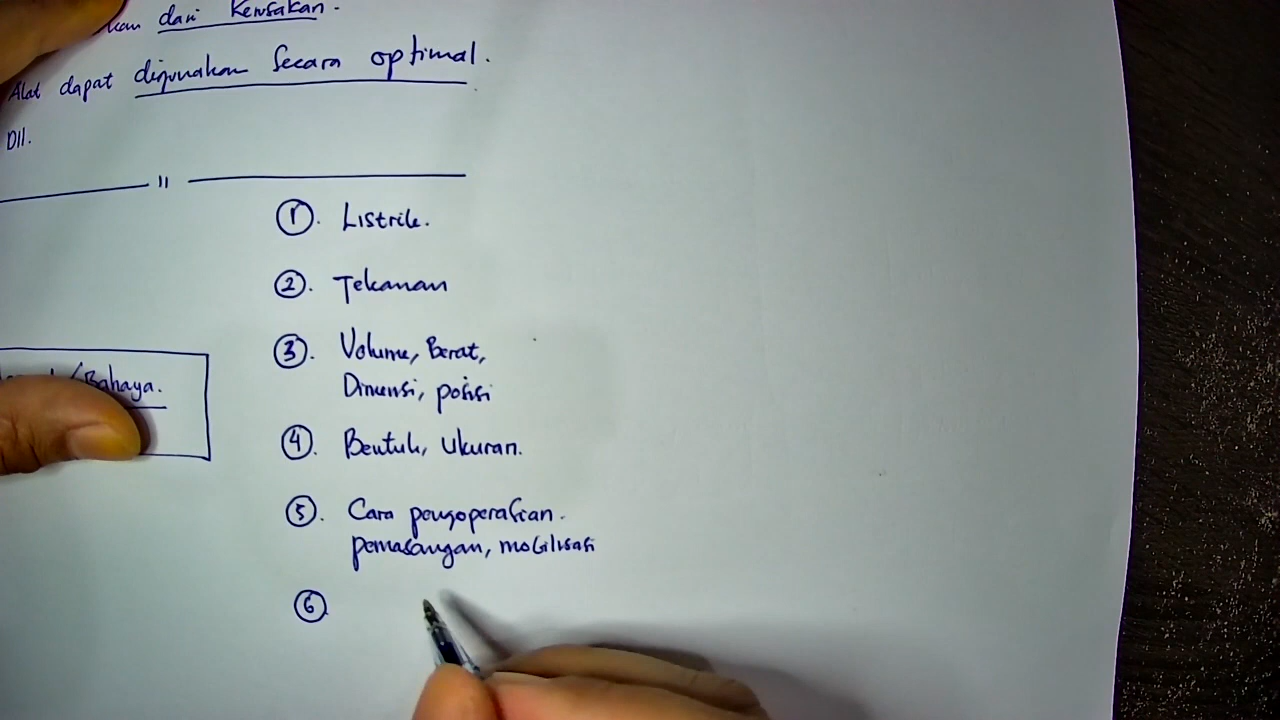 dari Kerusakan.
Alat dapat digunakan secara optimal.
Dll.
11
1. Listrik.
2. Tekanan
3. Volume, Berat,
Dimensi, posisi
/Bahaya.
4. Bentuk, Ukuran.
5. Cara pengoperasian.
pemasangan, mobilisasi
6